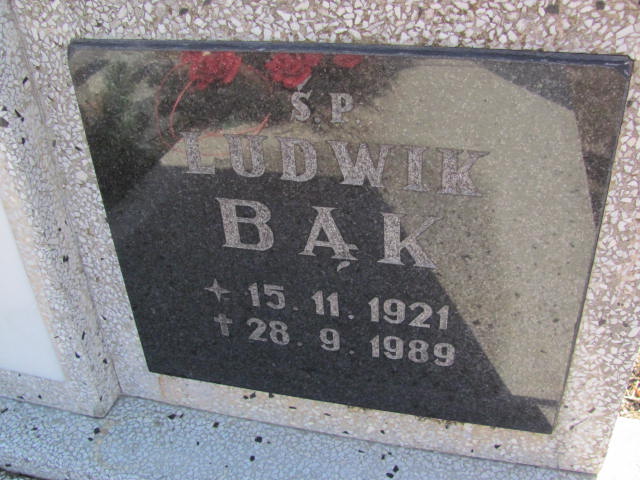 Ś.P.
LUDWIK
BĄK
+ 15. 11. 1921
† 28. 9. 1989